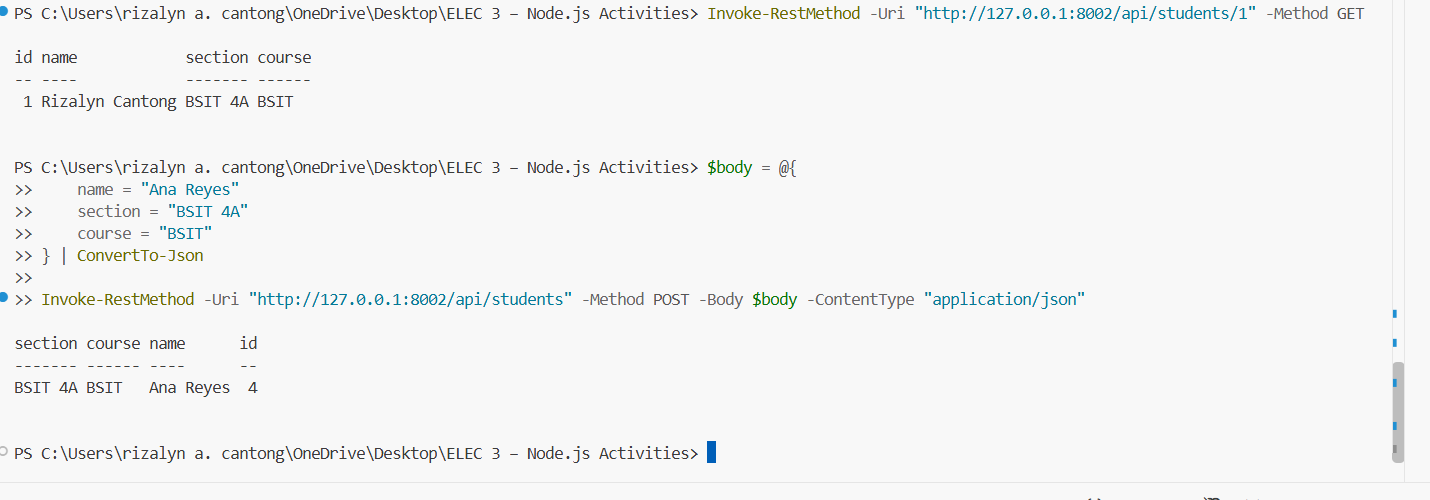 PS C:\Users\rizalyn a. cantong\OneDrive\Desktop\ELEC 3 – Node.js Activities> Invoke-RestMethod -Uri "http://127.0.0.1:8002/api/students/1" -Method GET
id name            section course
-- ----            ------- ------
 1 Rizalyn Cantong BSIT 4A BSIT
PS C:\Users\rizalyn a. cantong\OneDrive\Desktop\ELEC 3 – Node.js Activities> $body = @{
>>     name = "Ana Reyes"
>>     section = "BSIT 4A"
>>     course = "BSIT"
>> } | ConvertTo-Json
>>
>> Invoke-RestMethod -Uri "http://127.0.0.1:8002/api/students" -Method POST -Body $body -ContentType "application/json"
section course name      id
------- ------ ----      --
BSIT 4A BSIT   Ana Reyes  4
PS C:\Users\rizalyn a. cantong\OneDrive\Desktop\ELEC 3 – Node.js Activities>